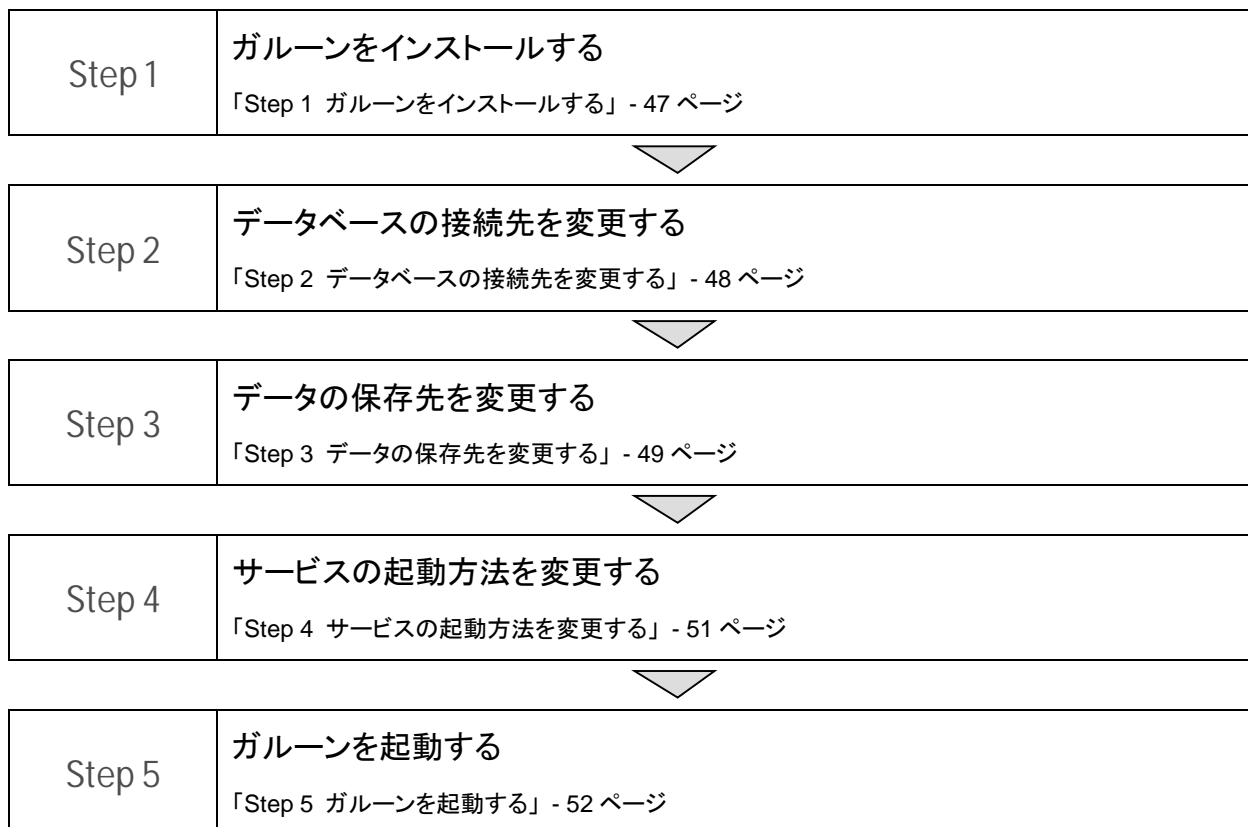 Step 1
ガルーンをインストールする
「Step 1 ガルーンをインストールする」 - 47 ページ
Step 2
データベースの接続先を変更する
「Step 2 データベースの接続先を変更する」 - 48 ページ
Step 3
データの保存先を変更する
「Step 3 データの保存先を変更する」 - 49 ページ
Step 4
サービスの起動方法を変更する
「Step 4 サービスの起動方法を変更する」 - 51 ページ
Step 5
ガルーンを起動する
「Step 5 ガルーンを起動する」 - 52 ページ